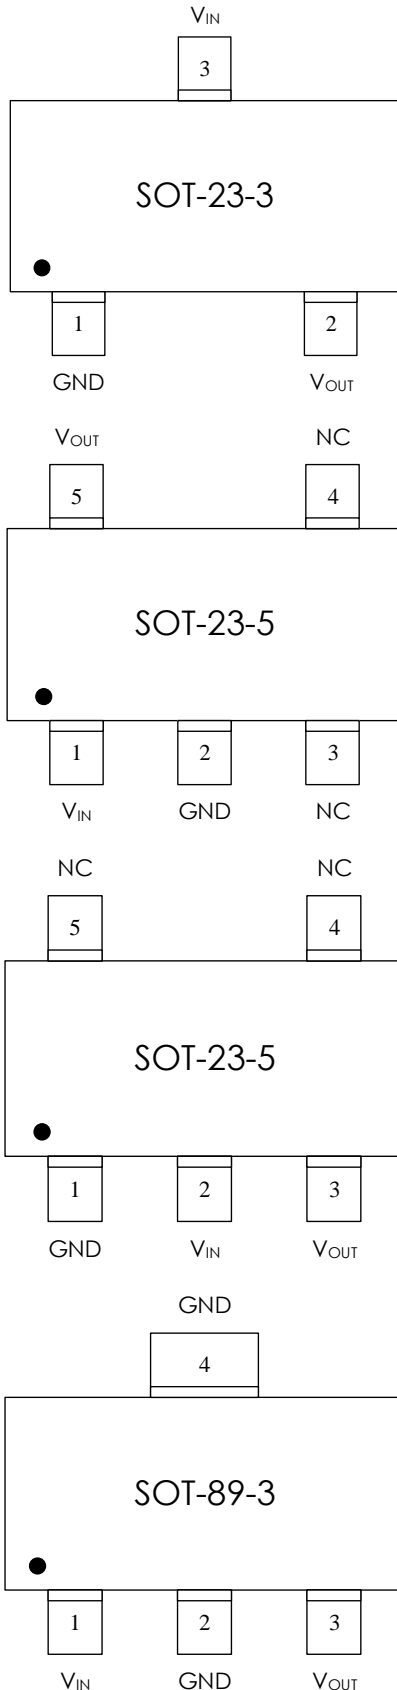 VIN
3
SOT-23-3
1 2
GND VOUT
VOUT NC
5 4
SOT-23-5
1 2 3
VIN GND NC
NC NC
5 4
SOT-23-5
1 2 3
GND VIN VOUT
GND
4
SOT-89-3
1 2 3
VIN GND VOUT